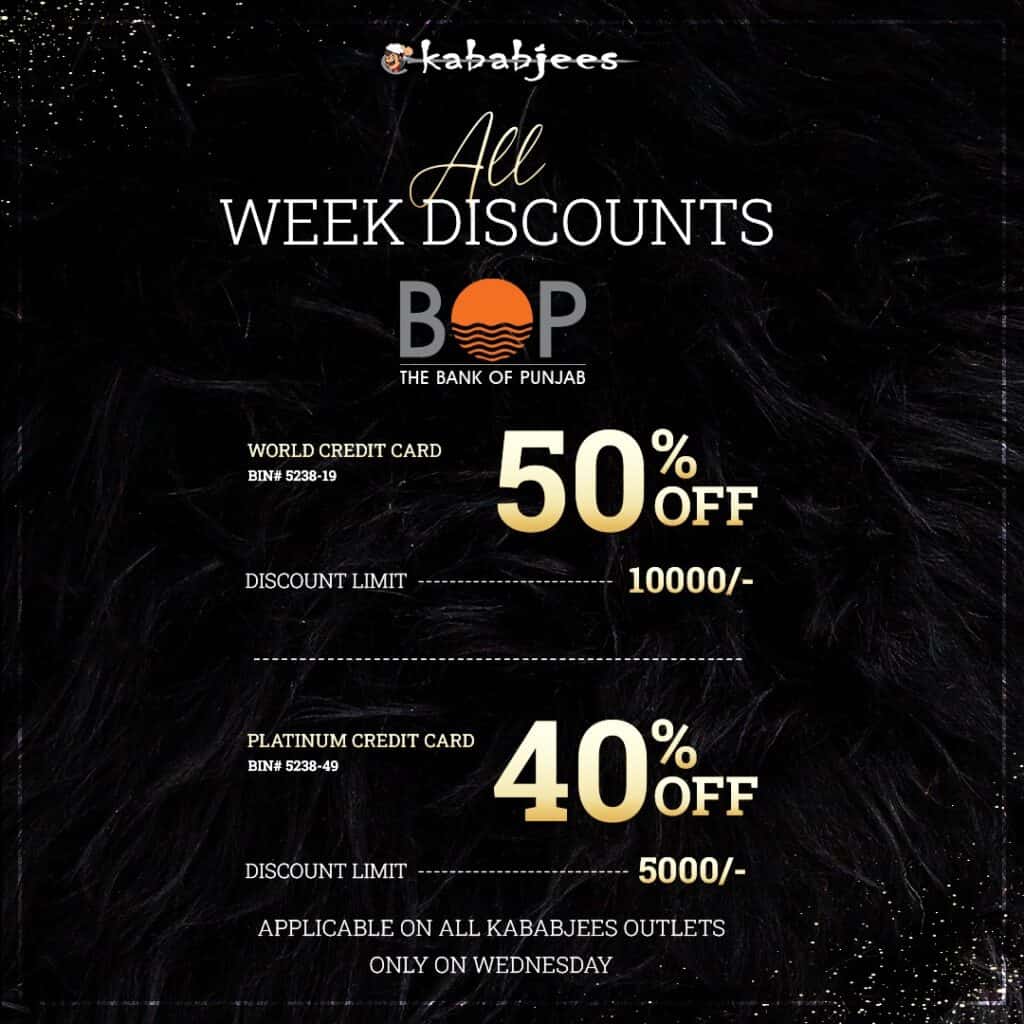 kababjees
All
WEEK DISCOUNTS
BOP
THE BANK OF PUNJAB
WORLD CREDIT CARD
BIN# 5238-19
50% OFF
DISCOUNT LIMIT ---------------------- 10000/-
PLATINUM CREDIT CARD
BIN# 5238-49
40% OFF
DISCOUNT LIMIT ------------------------ 5000/-
APPLICABLE ON ALL KABABJEES OUTLETS
ONLY ON WEDNESDAY